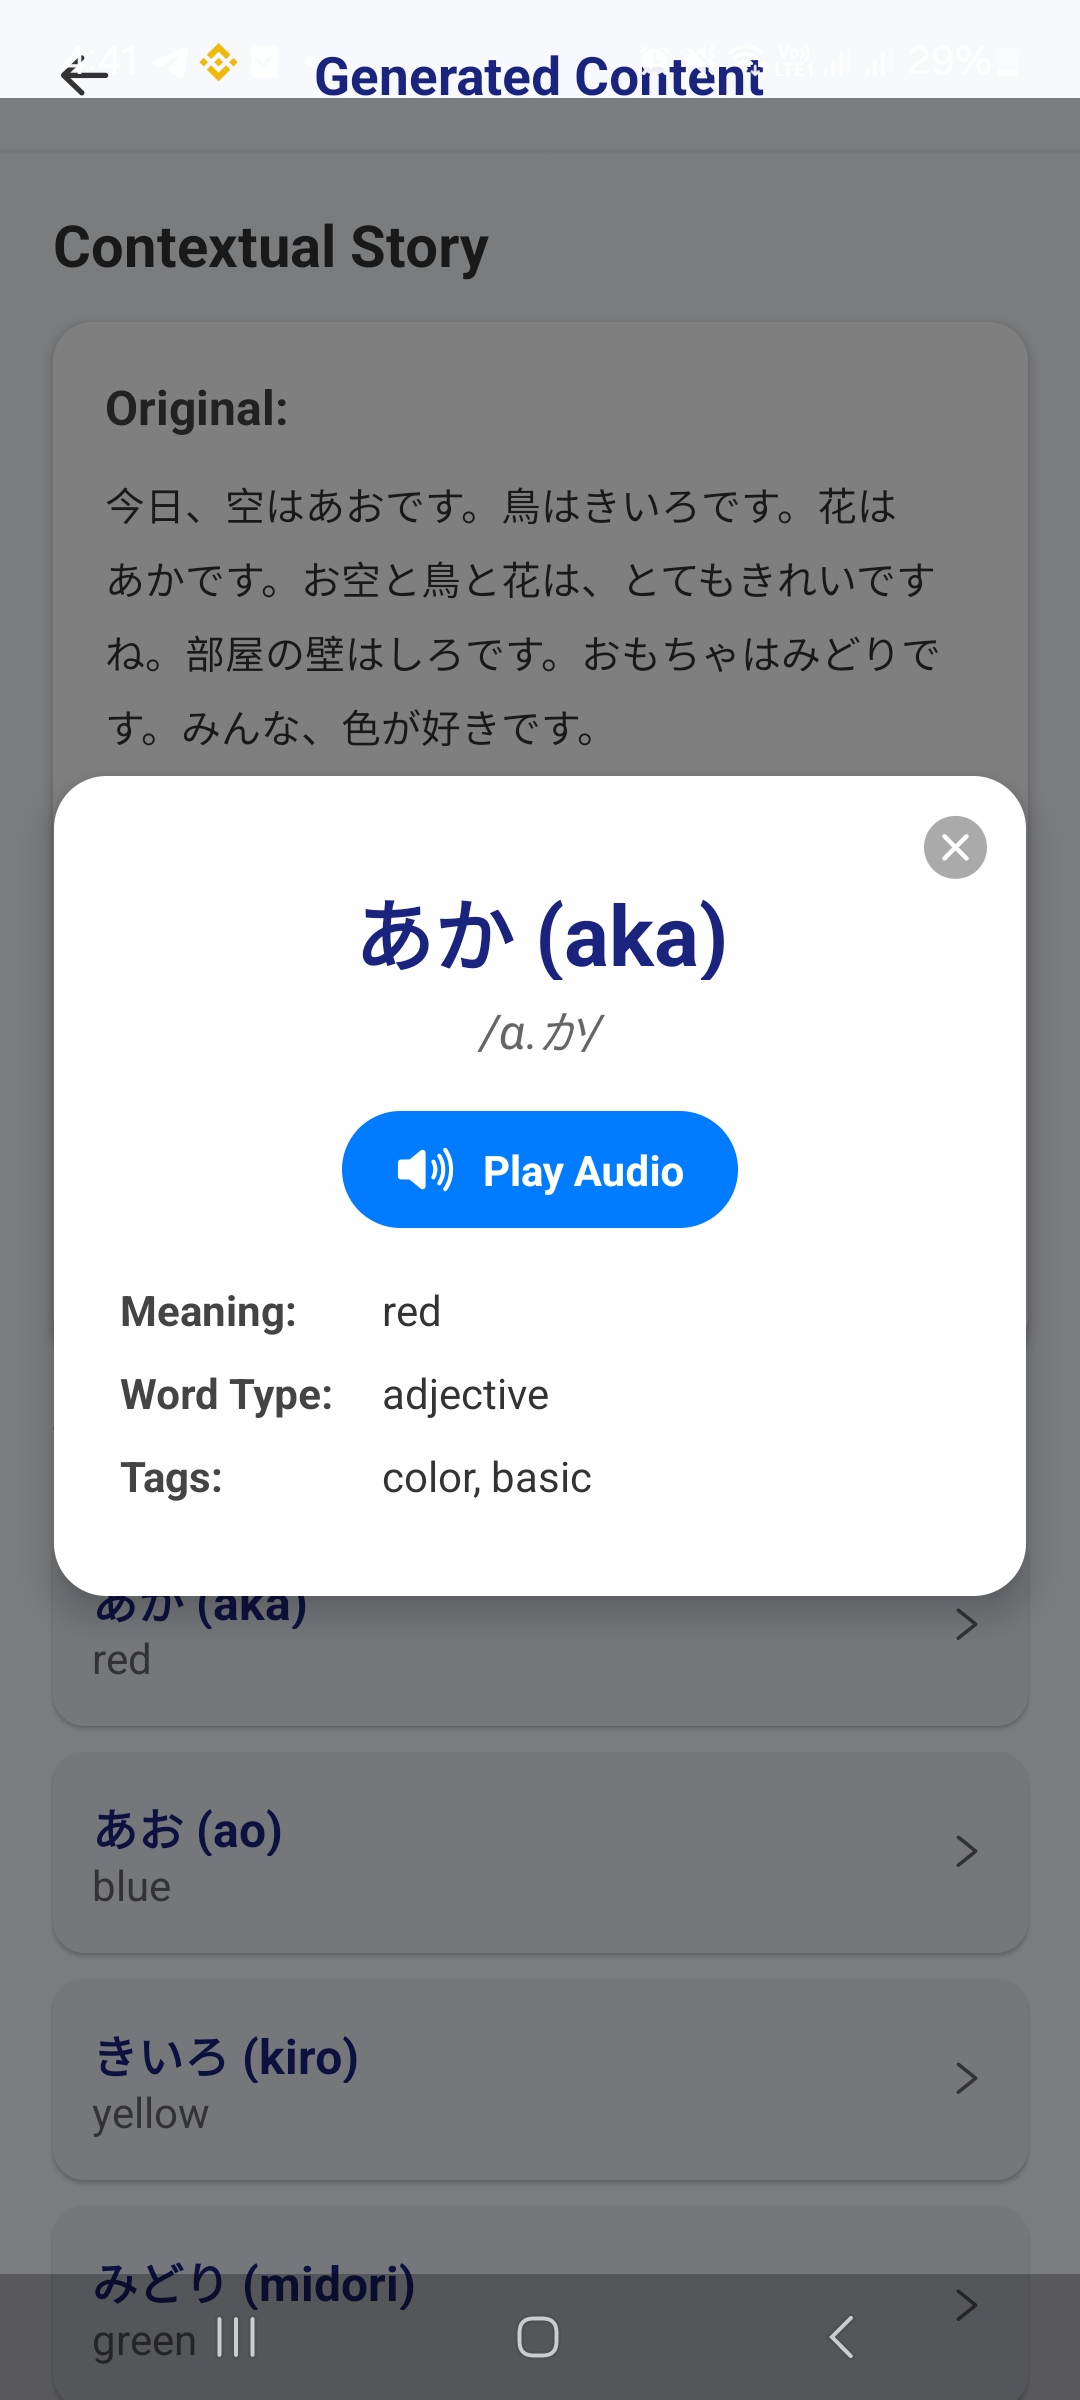 4:41
Vo))
LTE1
29%
Generated Content
Contextual Story
Original:
今日、空はあおです。鳥はきいろです。花は
あかです。お空と鳥と花は、とてもきれいです
ね。部屋の壁はしろです。おもちゃはみどりで
す。みんな、色が好きです。
あか (aka)
/a.か/
Play Audio
Meaning: red
Word Type: adjective
Tags: color, basic
あか (aka)
red
あお (ao)
blue
きいろ (kiro)
yellow
みどり (midori)
green